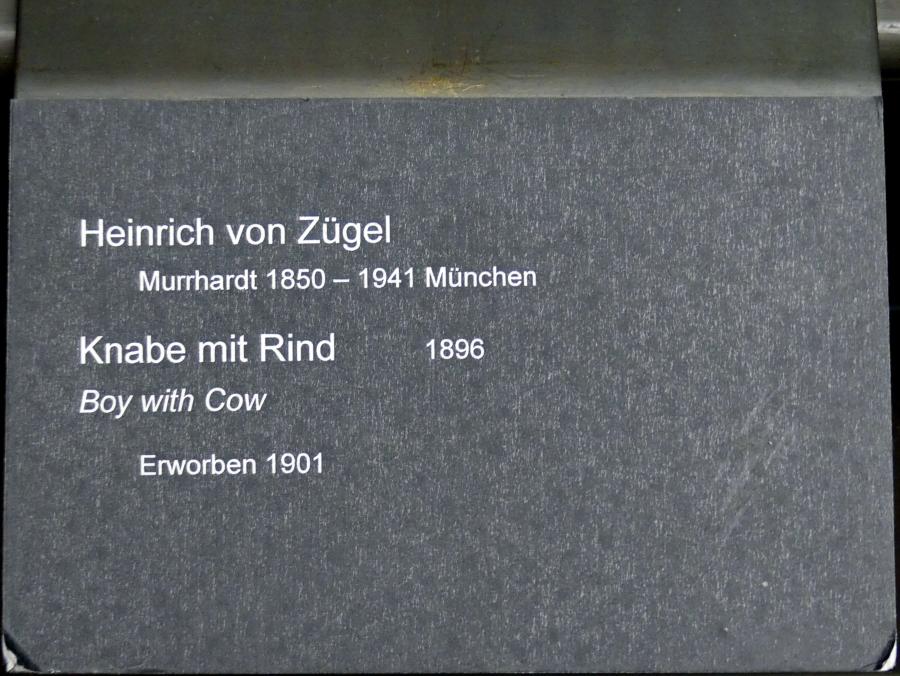 Heinrich von Zügel
Murrhardt 1850 – 1941 München
Knabe mit Rind 1896
Boy with Cow
Erworben 1901